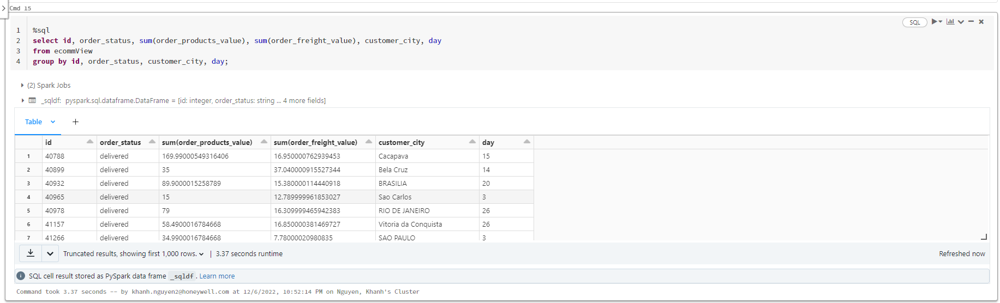 Cmd 15
SQL
1 %sql
2 select id, order_status, sum(order_products_value), sum(order_freight_value), customer_city, day
3 from ecommView
4 group by id, order_status, customer_city, day;
(2) Spark Jobs
_sqldf: pyspark.sql.dataframe.DataFrame = [id: integer, order_status: string ... 4 more fields]
Table +
id order_status sum(order_products_value) sum(order_freight_value) customer_city day
1 40788 delivered 169.99000549316406 16.950000762939453 Cacapava 15
2 40899 delivered 35 37.040000915527344 Bela Cruz 14
3 40932 delivered 89.9000015258789 15.380000114440918 BRASILIA 20
4 40965 delivered 15 12.789999961853027 Sao Carlos 3
5 40978 delivered 79 16.309999465942383 RIO DE JANEIRO 26
6 41157 delivered 58.4900016784668 16.850000381469727 Vitoria da Conquista 26
7 41266 delivered 34.9900016784668 7.78000020980835 SAO PAULO 3
Truncated results, showing first 1,000 rows. | 3.37 seconds runtime Refreshed now
SQL cell result stored as PySpark data frame _sqldf. Learn more
Command took 3.37 seconds -- by khanh.nguyen2@honeywell.com at 12/6/2022, 10:52:14 PM on Nguyen, Khanh's Cluster